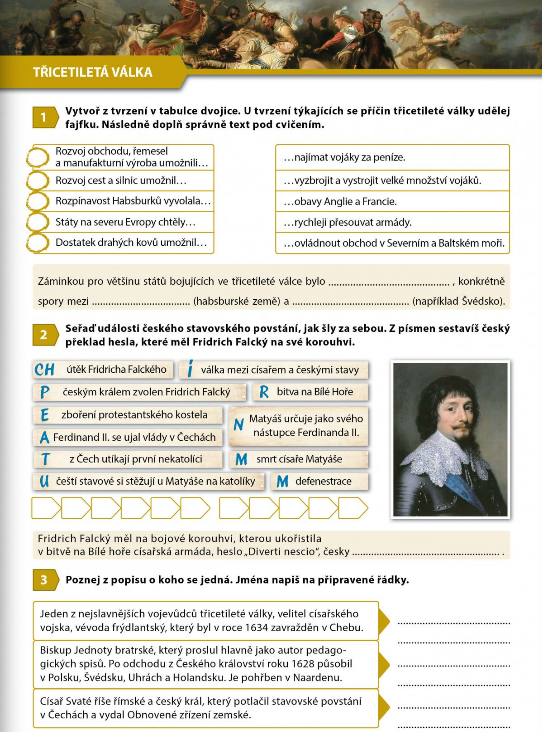 TŘICETILETÁ VÁLKA
1
Vytvoř z tvrzení v tabulce dvojice. U tvrzení týkajících se příčin třicetileté války udělej
fajfku. Následně doplň správně text pod cvičením.
Rozvoj obchodu, řemesel
a manufakturní výroba umožnili…
…najímat vojáky za peníze.
Rozvoj cest a silnic umožnil…
…vyzbrojit a vystrojit velké množství vojáků.
Rozpínavost Habsburků vyvolala…
…obavy Anglie a Francie.
Státy na severu Evropy chtěly…
…rychleji přesouvat armády.
Dostatek drahých kovů umožnil…
…ovládnout obchod v Severním a Baltském moři.
Záminkou pro většinu států bojujících ve třicetileté válce bylo ................................................ , konkrétně
spory mezi ....................................... (habsburské země) a ............................................... (například Švédsko).
2
Seřaď události českého stavovského povstání, jak šly za sebou. Z písmen sestavíš český
překlad hesla, které měl Fridrich Falcký na své korouhvi.
CH útěk Fridricha Falckého
Í válka mezi císařem a českými stavy
P českým králem zvolen Fridrich Falcký
R bitva na Bílé Hoře
E zboření protestantského kostela
N Matyáš určuje jako svého
nástupce Ferdinanda II.
A Ferdinand II. se ujal vlády v Čechách
T z Čech utíkají první nekatolíci
M smrt císaře Matyáše
U čeští stavové si stěžují u Matyáše na katolíky
M defenestrace
Fridrich Falcký měl na bojové korouhvi, kterou ukořistila
v bitvě na Bílé hoře císařská armáda, heslo „Diverti nescio“, česky .......................................................... .
3
Poznej z popisu o koho se jedná. Jména napiš na připravené řádky.
Jeden z nejslavnějších vojevůdců třicetileté války, velitel císařského
vojska, vévoda frýdlantský, který byl v roce 1634 zavražděn v Chebu.
Biskup Jednoty bratrské, který proslul hlavně jako autor pedago-
gických spisů. Po odchodu z Českého království roku 1628 působil
v Polsku, Švédsku, Uhrách a Holandsku. Je pohřben v Naardenu.
Císař Svaté říše římské a český král, který potlačil stavovské povstání
v Čechách a vydal Obnovené zřízení zemské.